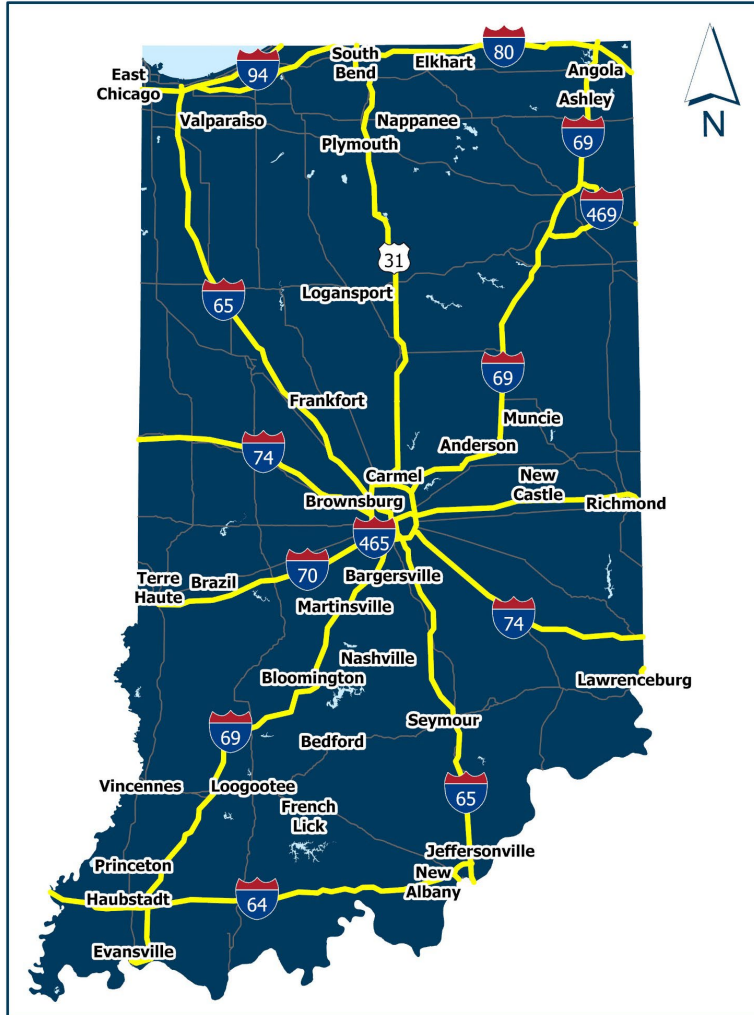 South
Bend
Elkhart
80
94
East
Chicago
Angola
Ashley
N
Valparaiso
Nappanee
Plymouth
69
469
31
Logansport
65
69
Frankfort
Muncie
Anderson
74
Carmel
New
Castle
Brownsburg
Richmond
465
70
Bargersville
Terre
Haute
Brazil
Martinsville
74
Nashville
Bloomington
Lawrenceburg
Seymour
69
Bedford
Vincennes
Loogootee
65
French
Lick
Jeffersonville
Princeton
New
Albany
Haubstadt
64
Evansville